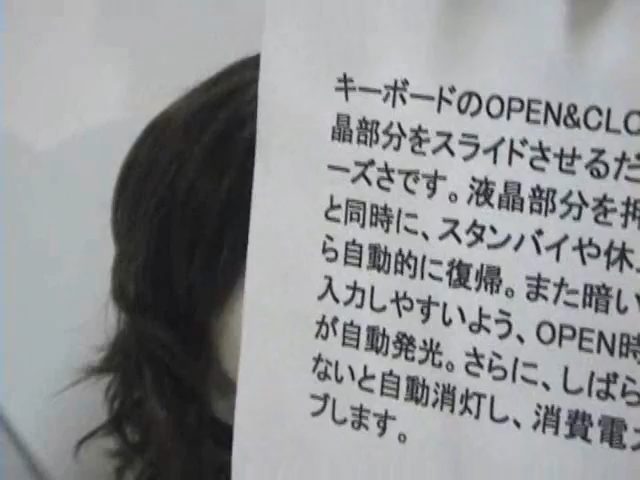 キーボードのOPEN&CLO
晶部分をスライドさせるだ
ーズさです。液晶部分を押
と同時に、スタンバイや休
ら自動的に復帰。また暗い
入力しやすいよう、OPEN時
が自動発光。さらに、しばら
ないと自動消灯し、消費電力
ブします。